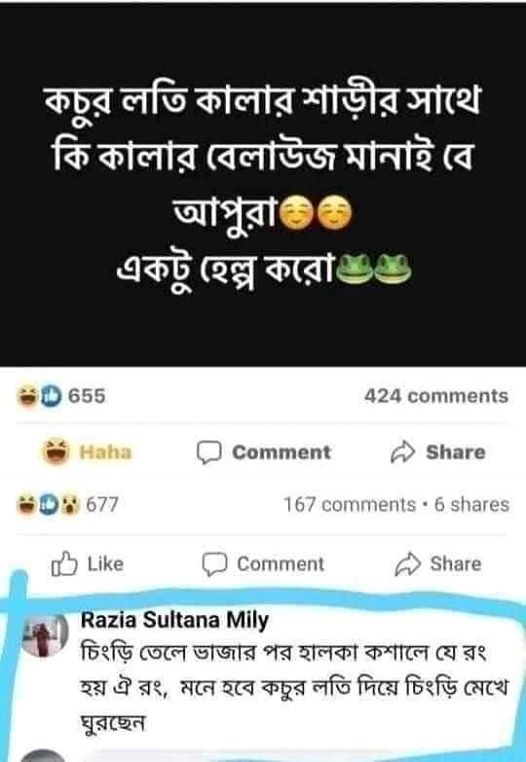 কচুর লতি কালার শাড়ীর সাথে
কি কালার বেলাউজ মানাই বে
আপুরা☺️☺️
একটু হেল্প করো🐸🐸
655 424 comments
Haha Comment Share
677 167 comments • 6 shares
Like Comment Share
Razia Sultana Mily
চিংড়ি তেলে ভাজার পর হালকা কশালে যে রং
হয় ঐ রং, মনে হবে কচুর লতি দিয়ে চিংড়ি মেখে
ঘুরছেন